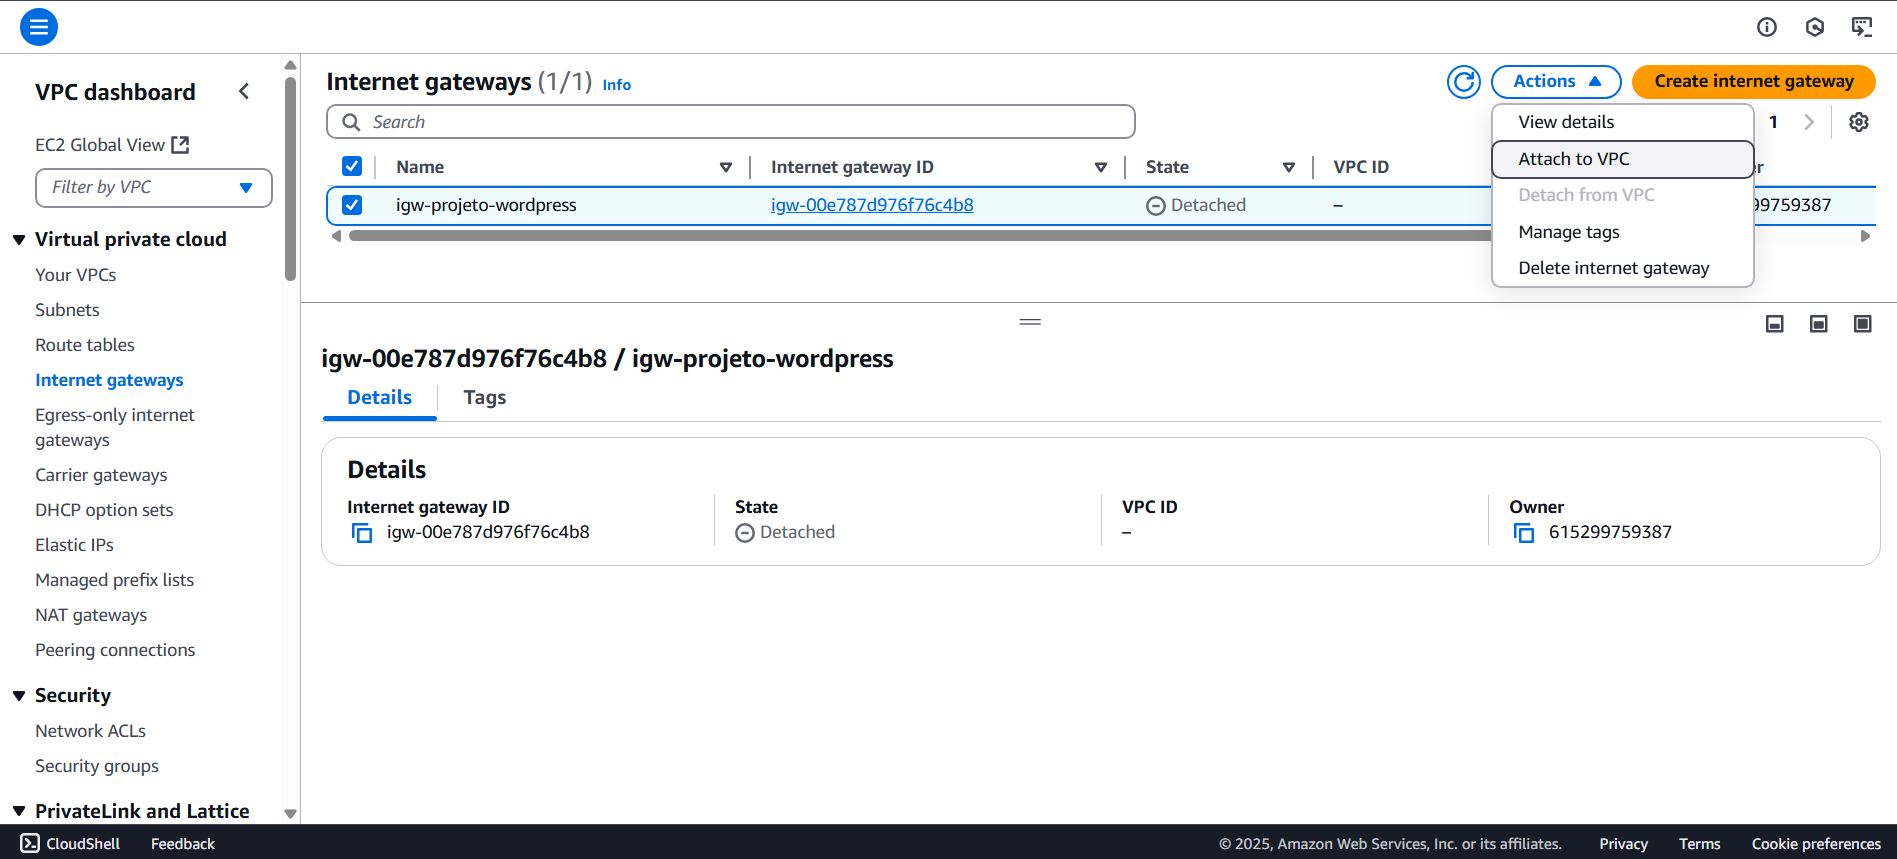 VPC dashboard
EC2 Global View
Filter by VPC
Virtual private cloud
Your VPCs
Subnets
Route tables
Internet gateways
Egress-only internet
gateways
Carrier gateways
DHCP option sets
Elastic IPs
Managed prefix lists
NAT gateways
Peering connections
Security
Network ACLs
Security groups
PrivateLink and Lattice
Internet gateways (1/1) Info
Actions
Create internet gateway
Search
1
View details
Attach to VPC
Detach from VPC
Manage tags
Delete internet gateway
Name Internet gateway ID State VPC ID
igw-projeto-wordpress igw-00e787d976f76c4b8 Detached – 99759387
igw-00e787d976f76c4b8 / igw-projeto-wordpress
Details Tags
Details
Internet gateway ID State VPC ID Owner
igw-00e787d976f76c4b8 Detached – 615299759387
CloudShell Feedback © 2025, Amazon Web Services, Inc. or its affiliates. Privacy Terms Cookie preferences